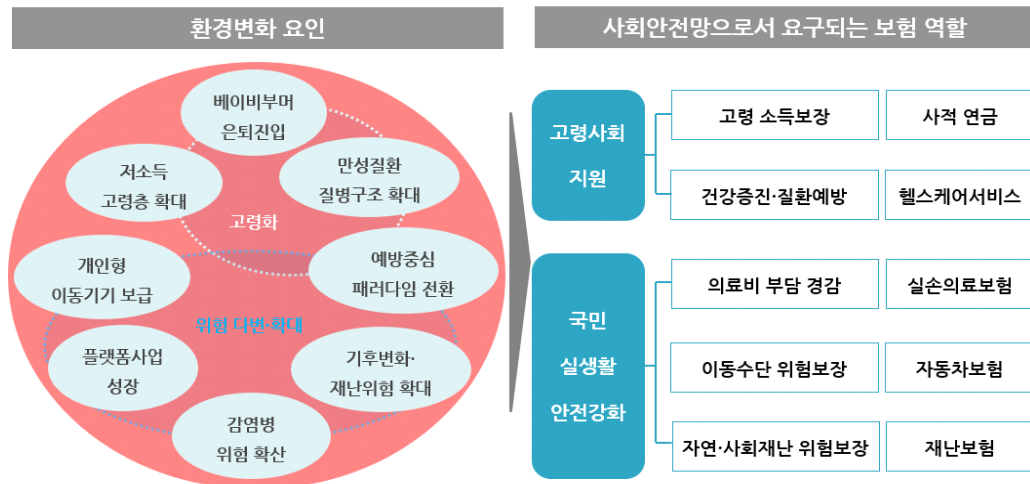 환경변화 요인
베이비부머
은퇴진입
저소득
고령층 확대
만성질환
질병구조 확대
고령화
개인형
이동기기 보급
예방중심
패러다임 전환
위험 다변·확대
플랫폼사업
성장
기후변화·
재난위험 확대
감염병
위험 확산
사회안전망으로서 요구되는 보험 역할
고령사회
지원
고령 소득보장
사적 연금
건강증진·질환예방
헬스케어서비스
국민
실생활
안전강화
의료비 부담 경감
실손의료보험
이동수단 위험보장
자동차보험
자연·사회재난 위험보장
재난보험